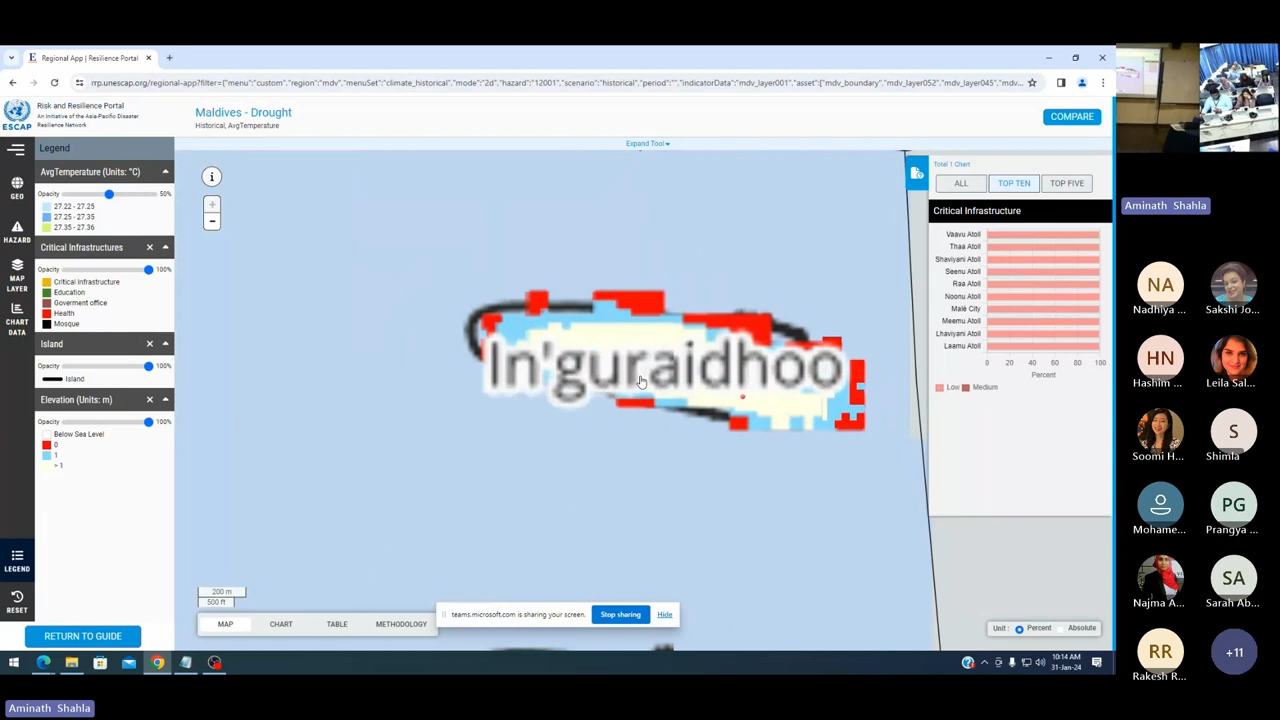 Regional App | Resilience Portal
rrp.unescap.org/regional-app?filter={"menu":"custom","region":"mdv","menuSet":"climate_historical","mode":"2d","hazard":"12001","scenario":"historical","period":"","indicatorData":"mdv_layer001","asset":["mdv_boundary","mdv_layer052","mdv_layer045","mdv...
ESCAP
Risk and Resilience Portal
An Initiative of the Asia-Pacific Disaster
Resilience Network
Maldives - Drought
Historical, AvgTemperature
COMPARE
Expand Tool
GEO
HAZARD
MAP
LAYER
CHART
DATA
LEGEND
RESET
Legend
AvgTemperature (Units: °C)
Opacity 50%
27.22 - 27.25
27.25 - 27.35
27.35 - 27.36
Critical Infrastructures
Opacity 100%
Critical Infrastructure
Education
Goverment office
Health
Mosque
Island
Opacity 100%
Island
Elevation (Units: m)
Opacity 100%
Below Sea Level
0
1
> 1
RETURN TO GUIDE
i
+
-
In'guraidhoo
200 m
500 ft
MAP CHART TABLE METHODOLOGY
teams.microsoft.com is sharing your screen. Stop sharing Hide
Total 1 Chart
ALL TOP TEN TOP FIVE
Critical Infrastructure
Vaavu Atoll
Thaa Atoll
Shaviyani Atoll
Seenu Atoll
Raa Atoll
Noonu Atoll
Malé City
Meemu Atoll
Lhaviyani Atoll
Laamu Atoll
0 20 40 60 80 100
Percent
Low Medium
Unit : Percent Absolute
10:14 AM
31-Jan-24
Aminath Shahla
NA
Nadhiya ...
Sakshi Jo...
HN
Hashim ...
Leila Sal...
Soomi H...
S
Shimla
Mohame...
PG
Prangya ...
Najma A...
SA
Sarah Ab...
RR
Rakesh R...
+11
Aminath Shahla